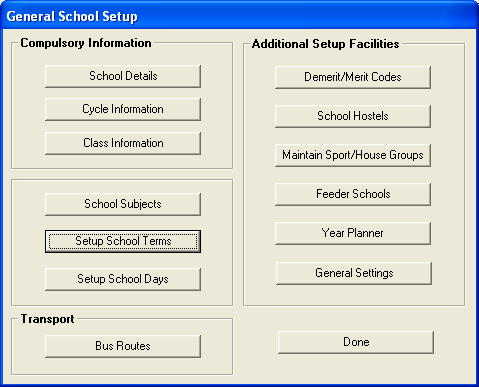 General School Setup
Compulsory Information
School Details
Cycle Information
Class Information
School Subjects
Setup School Terms
Setup School Days
Transport
Bus Routes
Additional Setup Facilities
Demerit/Merit Codes
School Hostels
Maintain Sport/House Groups
Feeder Schools
Year Planner
General Settings
Done